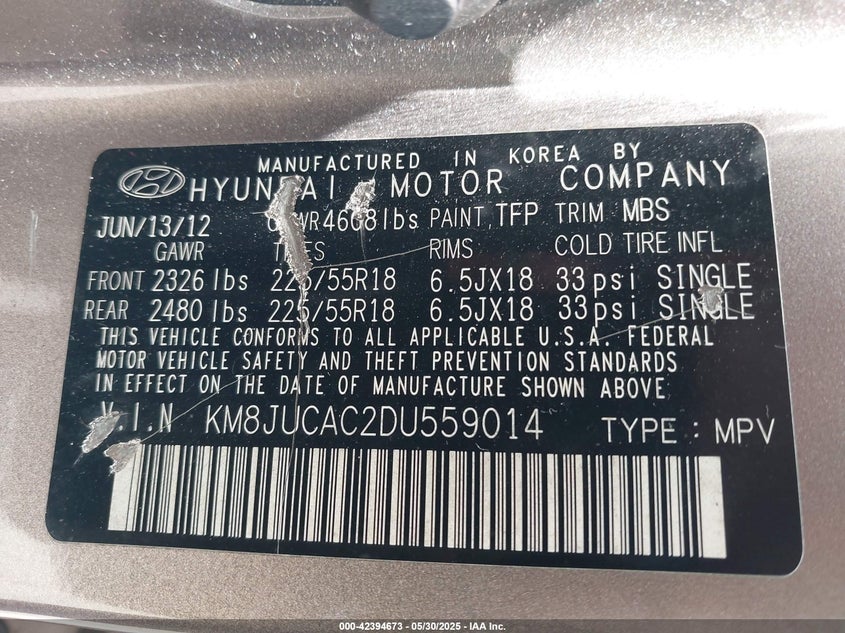 MANUFACTURED IN KOREA BY
HYUNDAI MOTOR COMPANY
JUN/13/12 GVWR 4608lbs PAINT TFP TRIM MBS
GAWR TIRES RIMS COLD TIRE INFL
FRONT 2326 lbs 225/55R18 6.5JX18 33psi SINGLE
REAR 2480 lbs 225/55R18 6.5JX18 33psi SINGLE
THIS VEHICLE CONFORMS TO ALL APPLICABLE U.S.A. FEDERAL
MOTOR VEHICLE SAFETY AND THEFT PREVENTION STANDARDS
IN EFFECT ON THE DATE OF MANUFACTURE SHOWN ABOVE.
V.I.N KM8JUCAC2DU559014 TYPE : MPV
000-42394673 — 05/30/2025 — IAA Inc.